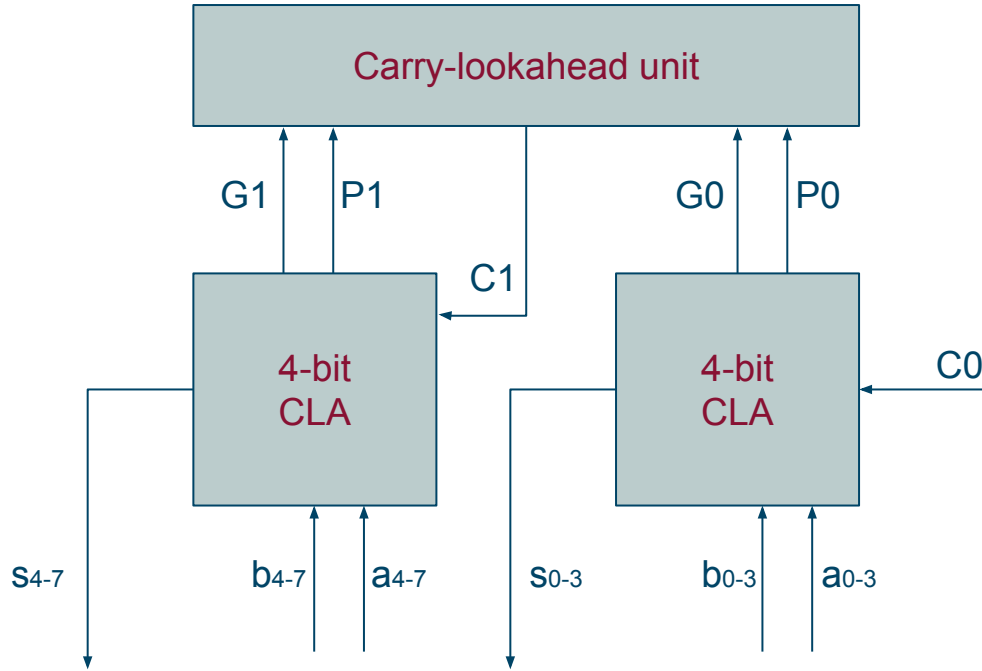 Carry-lookahead unit
G1
P1
G0
P0
C1
4-bit
CLA
4-bit
CLA
C0
s4-7
b4-7
a4-7
s0-3
b0-3
a0-3